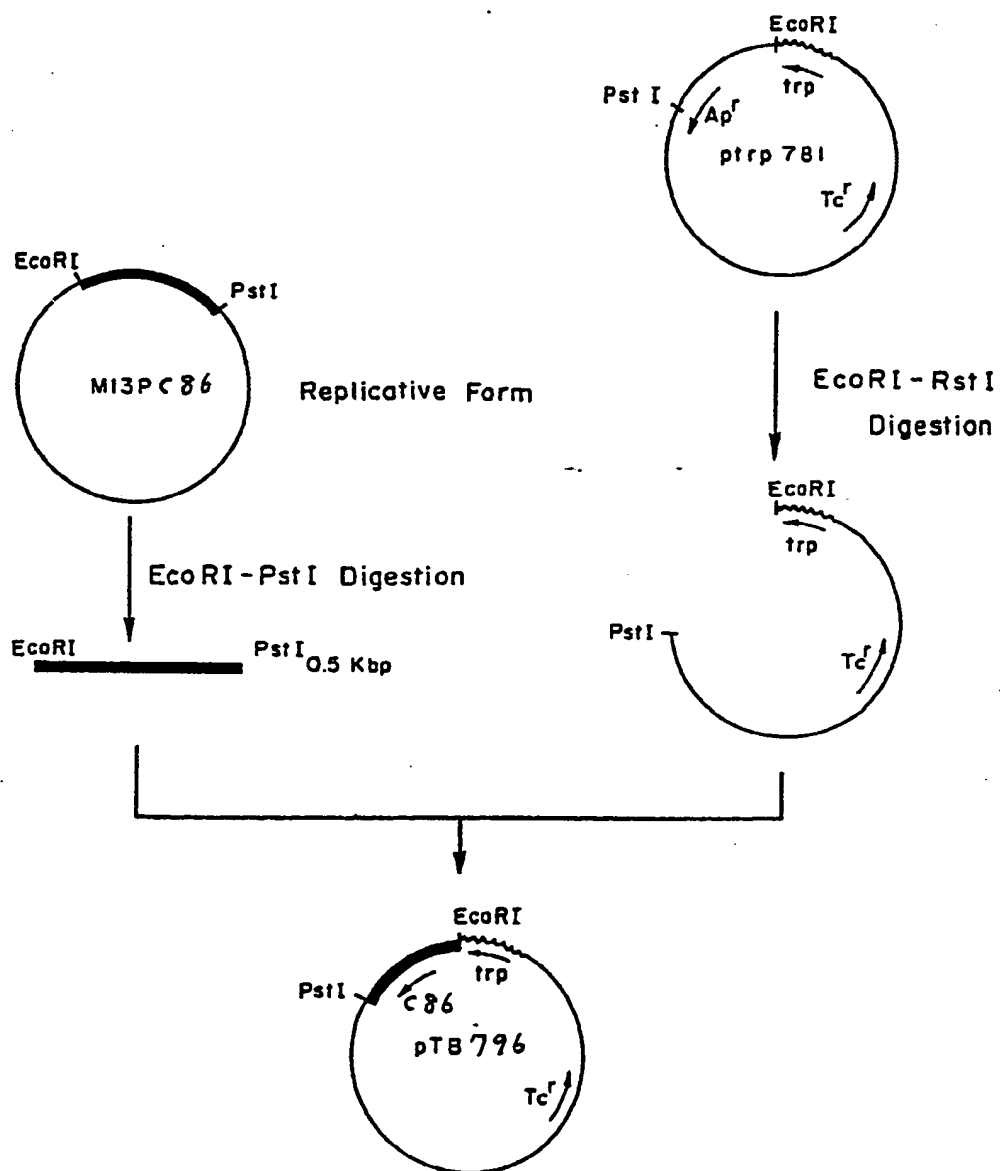 EcoRI
trp
Pst I
Ap^r
ptrp 781
Tc^r
EcoRI
PstI
M13PC86
Replicative Form
EcoRI-RstI
Digestion
EcoRI-PstI Digestion
EcoRI
trp
PstI
Tc^r
EcoRI
PstI
0.5 Kbp
EcoRI
trp
PstI
C86
pTB796
Tc^r